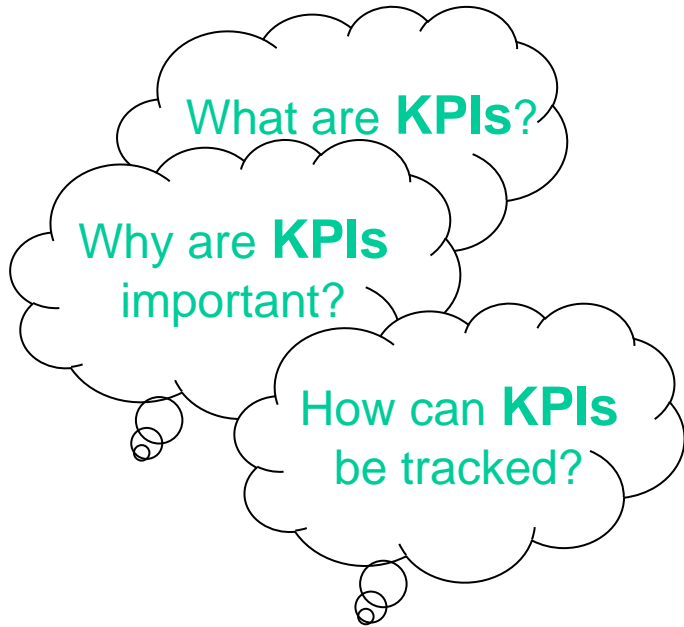 What are KPIs?
Why are KPIs
important?
How can KPIs
be tracked?